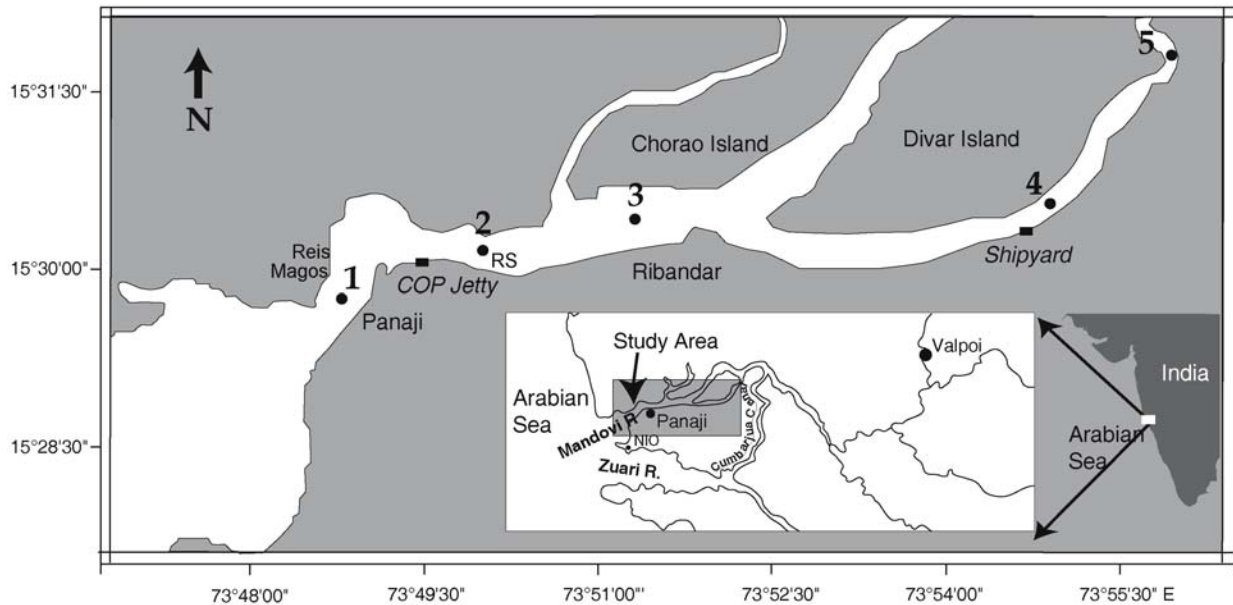 5
15°31'30"
N
Chorao Island
Divar Island
3
4
2
Reis
Magos
RS
Shipyard
15°30'00"
1
COP Jetty
Ribandar
Panaji
Study Area
Valpoi
India
Arabian
Sea
Panaji
Mandovi R
15°28'30"
NIO
Cumbarjua Canal
Arabian
Sea
Zuari R.
73°48'00"
73°49'30"
73°51'00"'
73°52'30"
73°54'00"
73°55'30" E